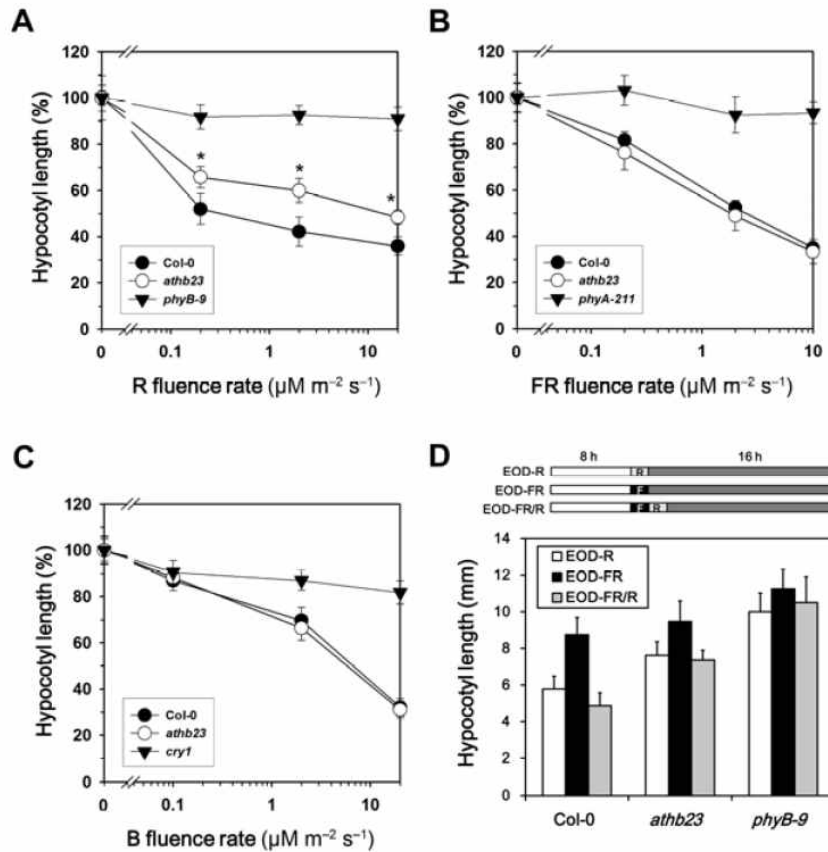 A
120
100
80
60
40
20
0
Hypocotyl length (%)
*
*
*
Col-0
athb23
phyB-9
0 0.1 1 10
R fluence rate (µM m⁻² s⁻¹)
B
120
100
80
60
40
20
0
Hypocotyl length (%)
Col-0
athb23
phyA-211
0 0.1 1 10
FR fluence rate (µM m⁻² s⁻¹)
C
120
100
80
60
40
20
0
Hypocotyl length (%)
Col-0
athb23
cry1
0 0.1 1 10
B fluence rate (µM m⁻² s⁻¹)
D
8 h 16 h
EOD-R R
EOD-FR F
EOD-FR/R F R
14
12
10
8
6
4
2
0
Hypocotyl length (mm)
EOD-R
EOD-FR
EOD-FR/R
Col-0 athb23 phyB-9